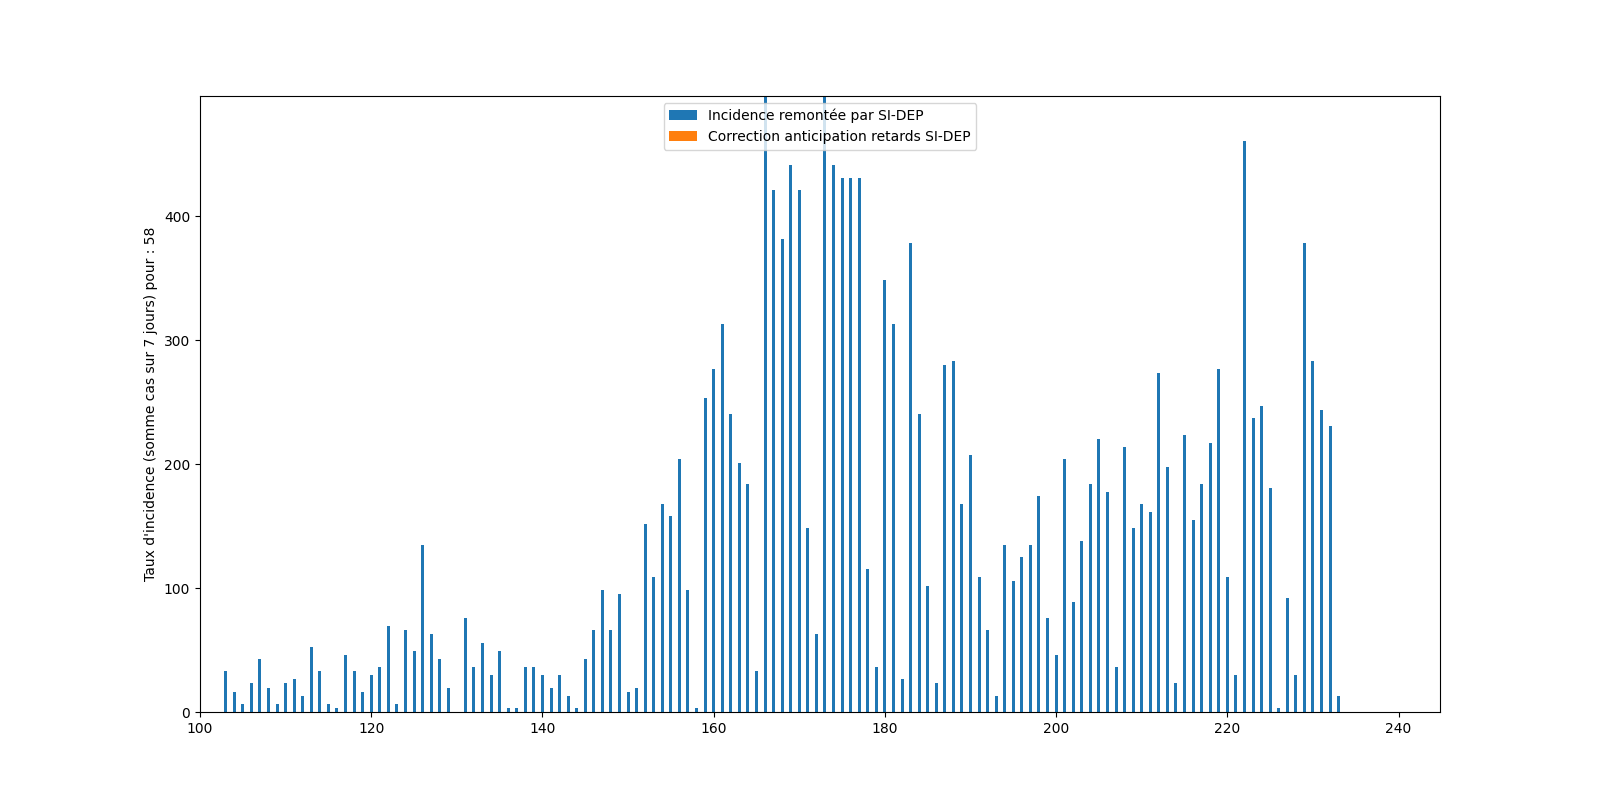 Incidence remontée par SI-DEP
Correction anticipation retards SI-DEP
Taux d'incidence (somme cas sur 7 jours) pour : 58
400
300
200
100
0
100 120 140 160 180 200 220 240